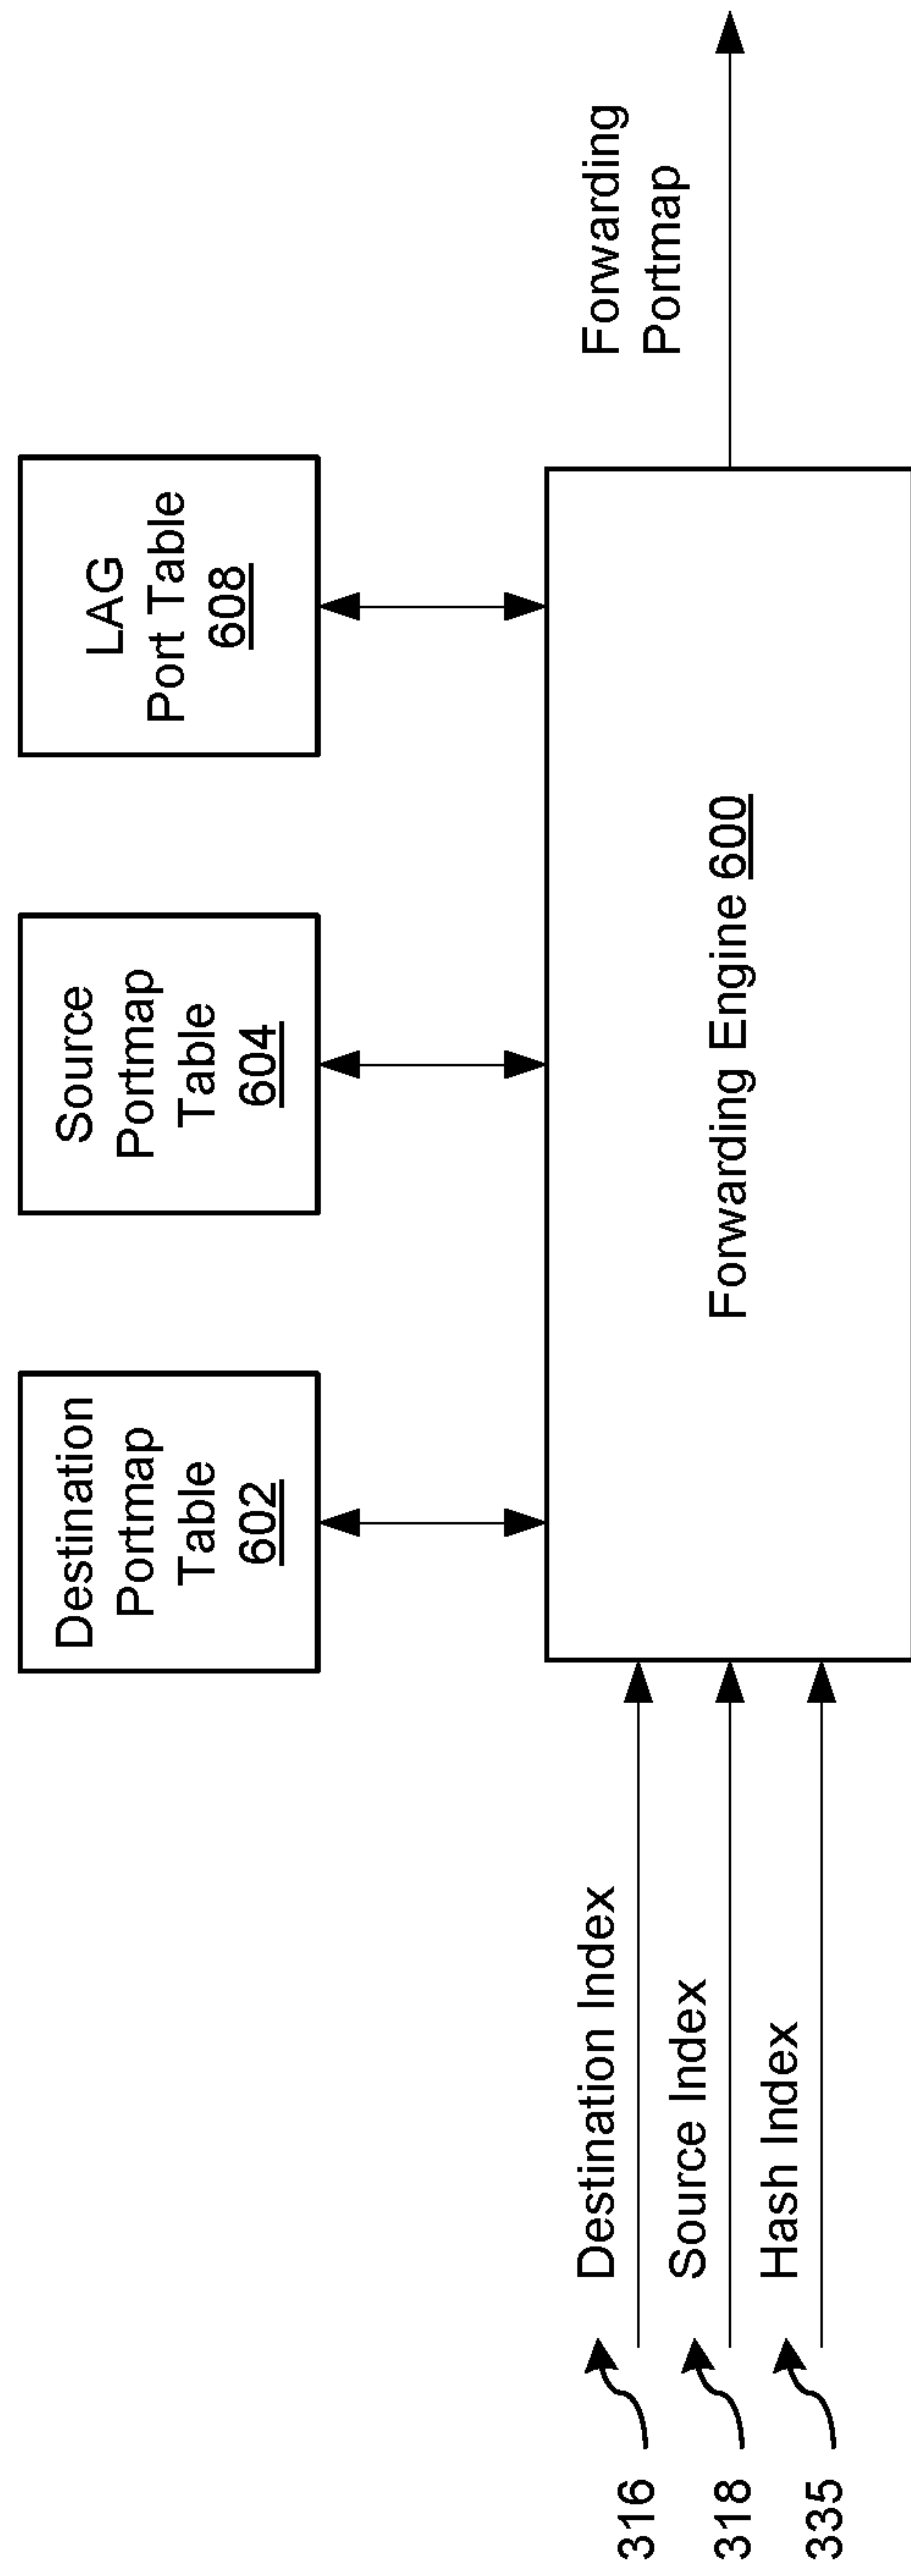 Destination
Portmap
Table
602
Source
Portmap
Table
604
LAG
Port Table
608
316
Destination Index
318
Source Index
335
Hash Index
Forwarding Engine 600
Forwarding
Portmap